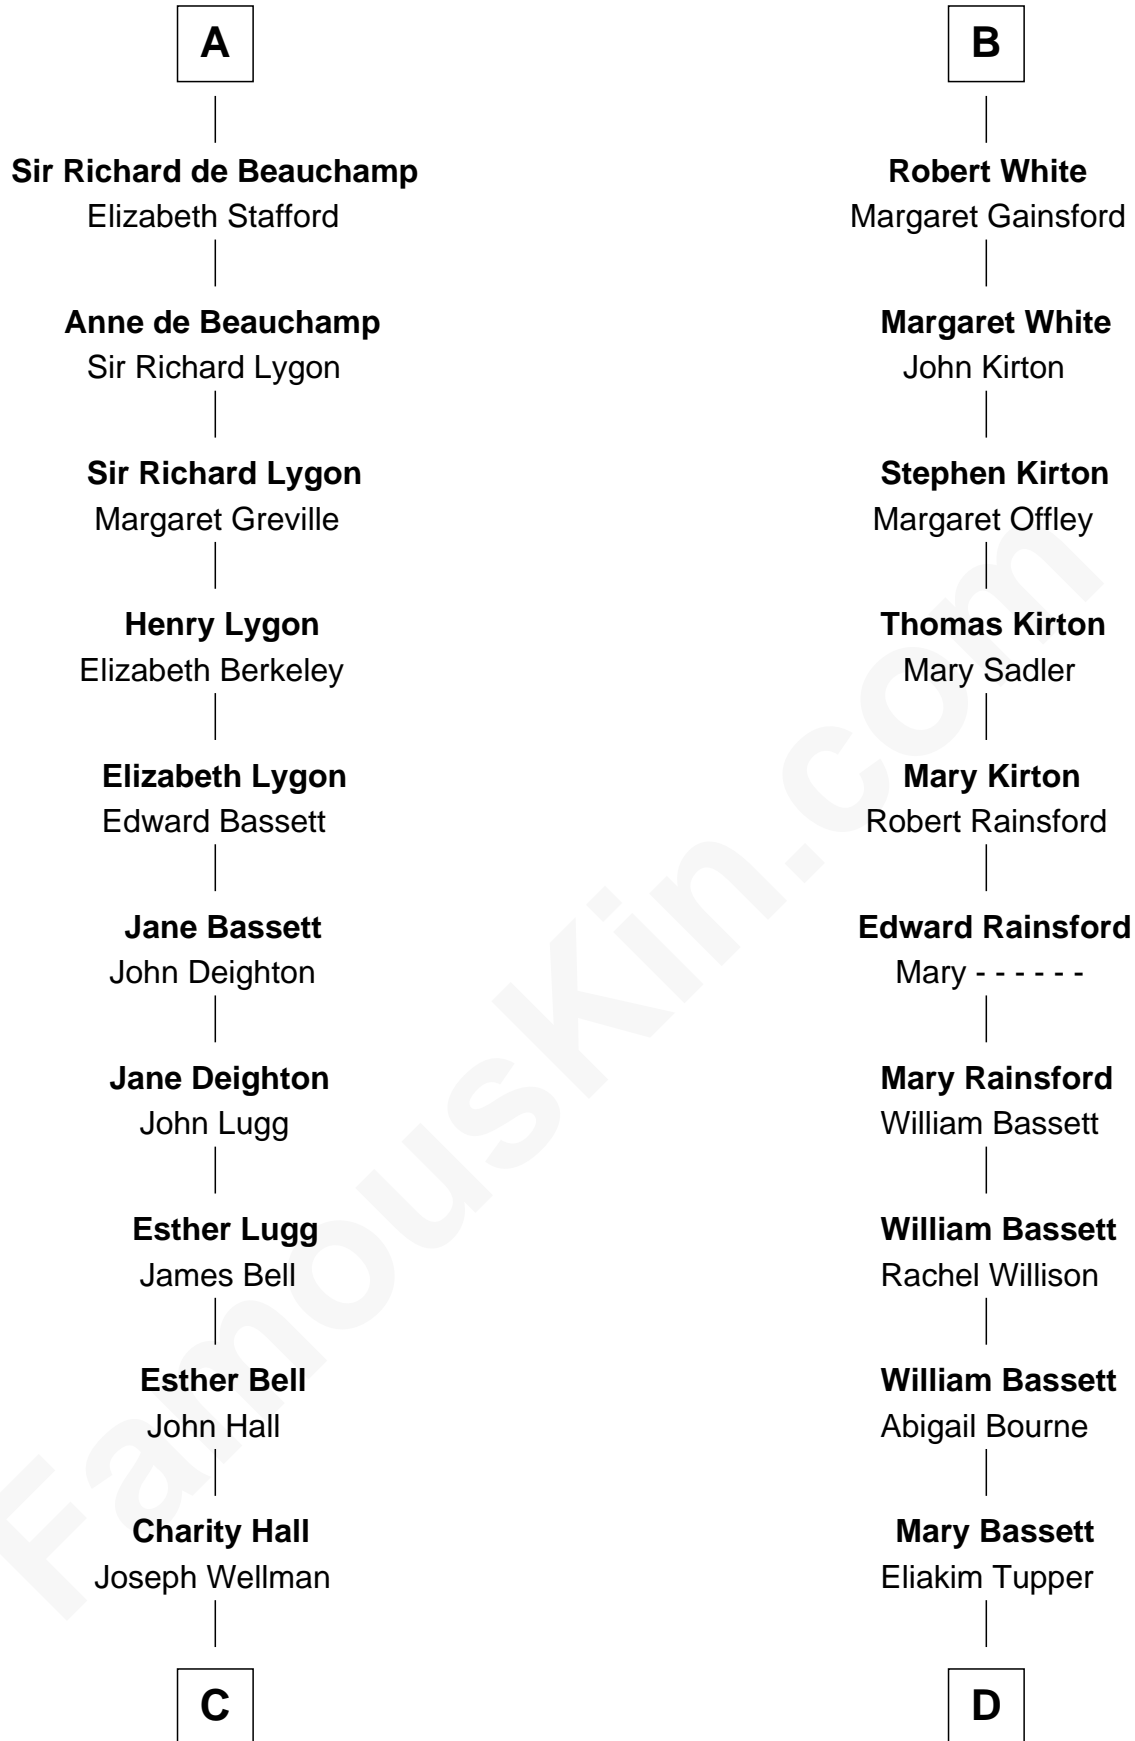 A
Sir Richard de Beauchamp
Elizabeth Stafford
Anne de Beauchamp
Sir Richard Lygon
Sir Richard Lygon
Margaret Greville
Henry Lygon
Elizabeth Berkeley
Elizabeth Lygon
Edward Bassett
Jane Bassett
John Deighton
Jane Deighton
John Lugg
Esther Lugg
James Bell
Esther Bell
John Hall
Charity Hall
Joseph Wellman
C
B
Robert White
Margaret Gainsford
Margaret White
John Kirton
Stephen Kirton
Margaret Offley
Thomas Kirton
Mary Sadler
Mary Kirton
Robert Rainsford
Edward Rainsford
Mary - - - - - -
Mary Rainsford
William Bassett
William Bassett
Rachel Willison
William Bassett
Abigail Bourne
Mary Bassett
Eliakim Tupper
D
FamousKin.com